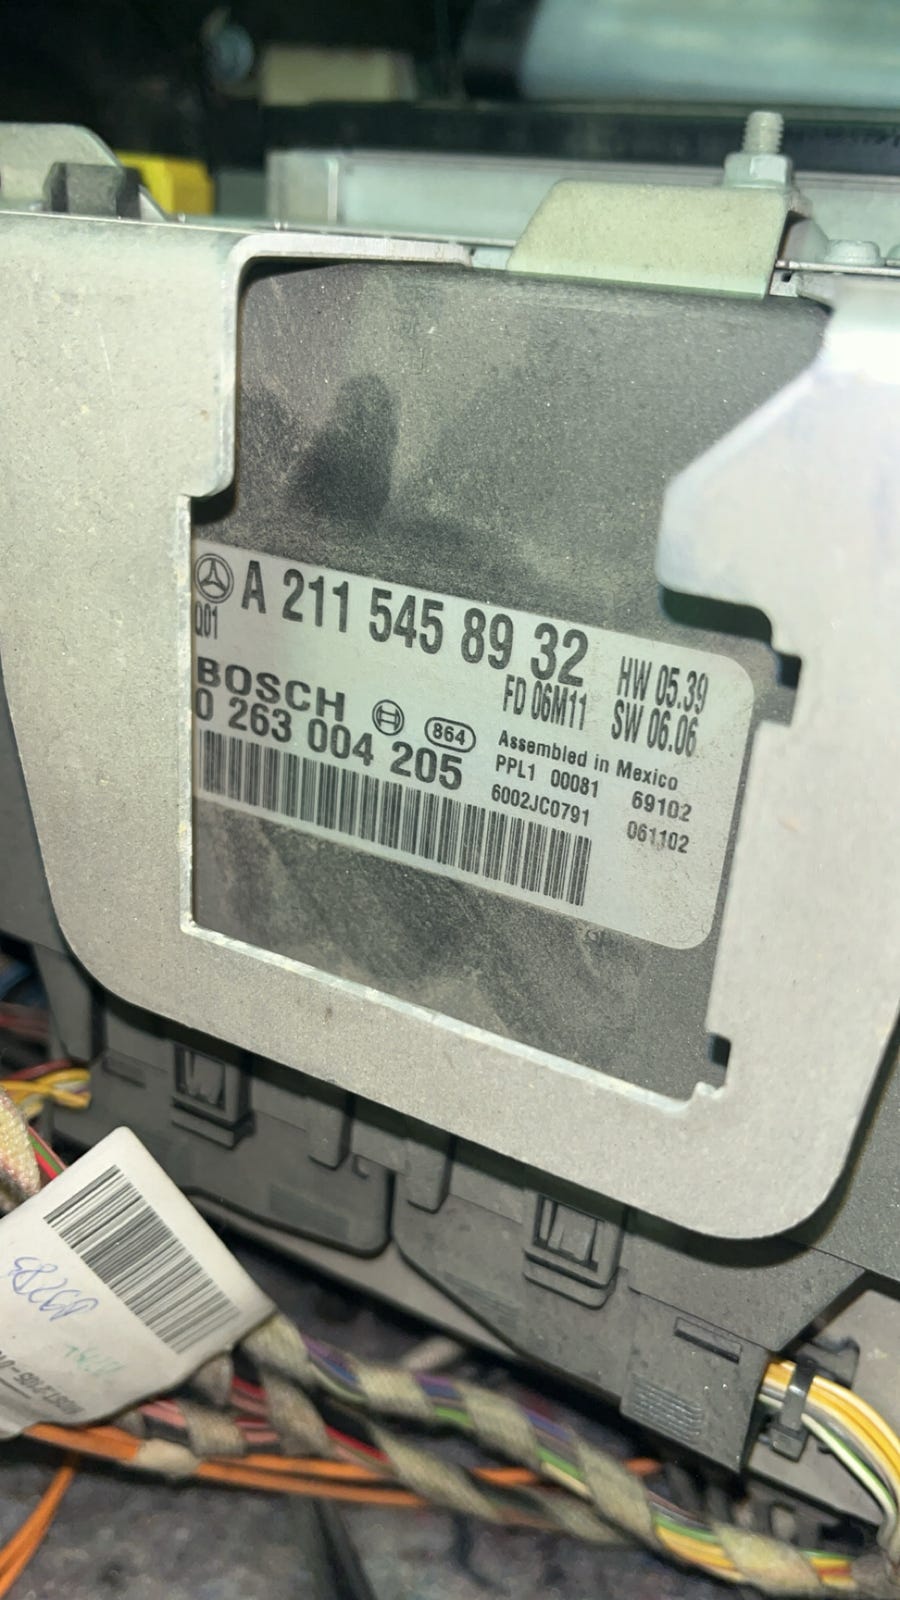 A 211 545 89 32
Q01
HW 05.39
FD 06M11 SW 06.06
BOSCH
0 263 004 205
864
Assembled in Mexico
PPL1 00081 69102
6002JC0791 061102